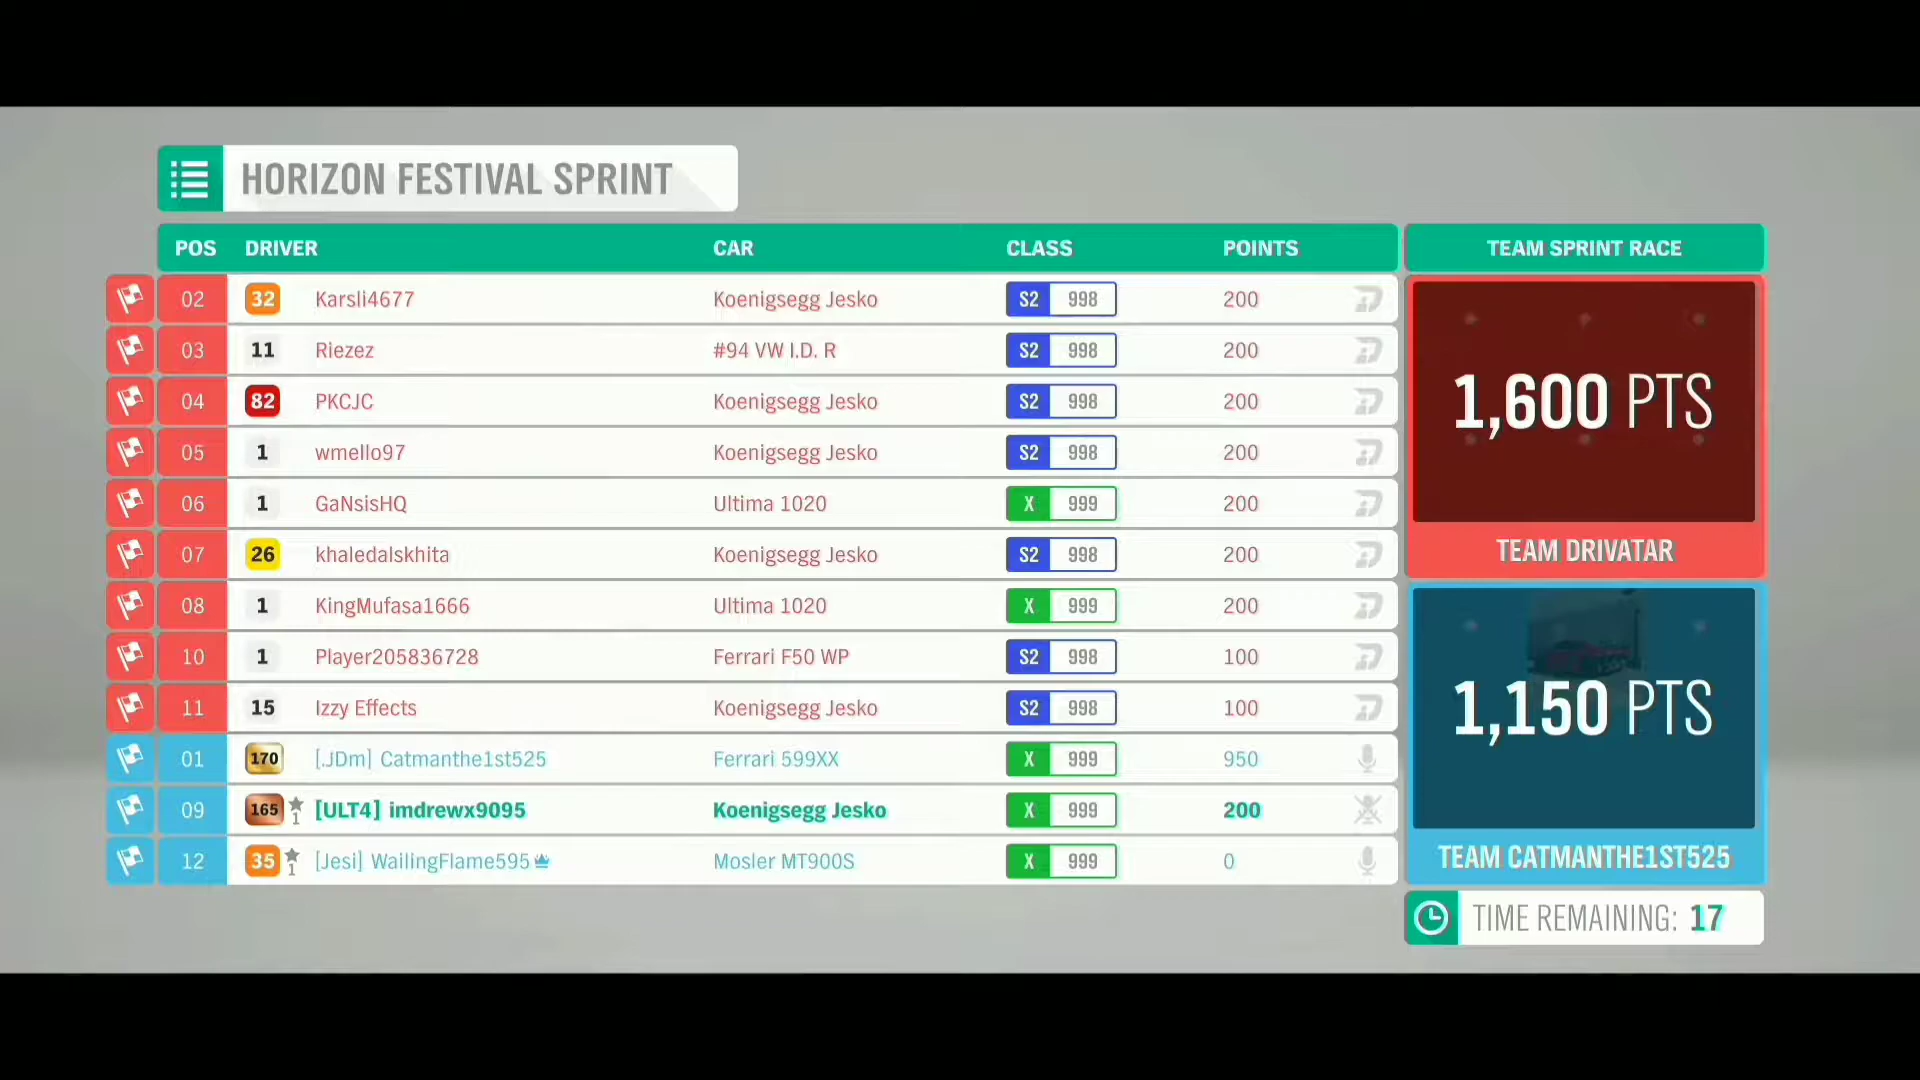 HORIZON FESTIVAL SPRINT
POS DRIVER CAR CLASS POINTS
02 32 Karsli4677 Koenigsegg Jesko S2 998 200
03 11 Riezez #94 VW I.D. R S2 998 200
04 82 PKCJC Koenigsegg Jesko S2 998 200
05 1 wmello97 Koenigsegg Jesko S2 998 200
06 1 GaNsisHQ Ultima 1020 X 999 200
07 26 khaledalskhita Koenigsegg Jesko S2 998 200
08 1 KingMufasa1666 Ultima 1020 X 999 200
10 1 Player205836728 Ferrari F50 WP S2 998 100
11 15 Izzy Effects Koenigsegg Jesko S2 998 100
01 170 [.JDm] Catmanthe1st525 Ferrari 599XX X 999 950
09 165 1 [ULT4] imdrewx9095 Koenigsegg Jesko X 999 200
12 35 1 [Jesi] WailingFlame595 Mosler MT900S X 999 0
TEAM SPRINT RACE
1,600 PTS
TEAM DRIVATAR
1,150 PTS
TEAM CATMANTHE1ST525
TIME REMAINING: 17